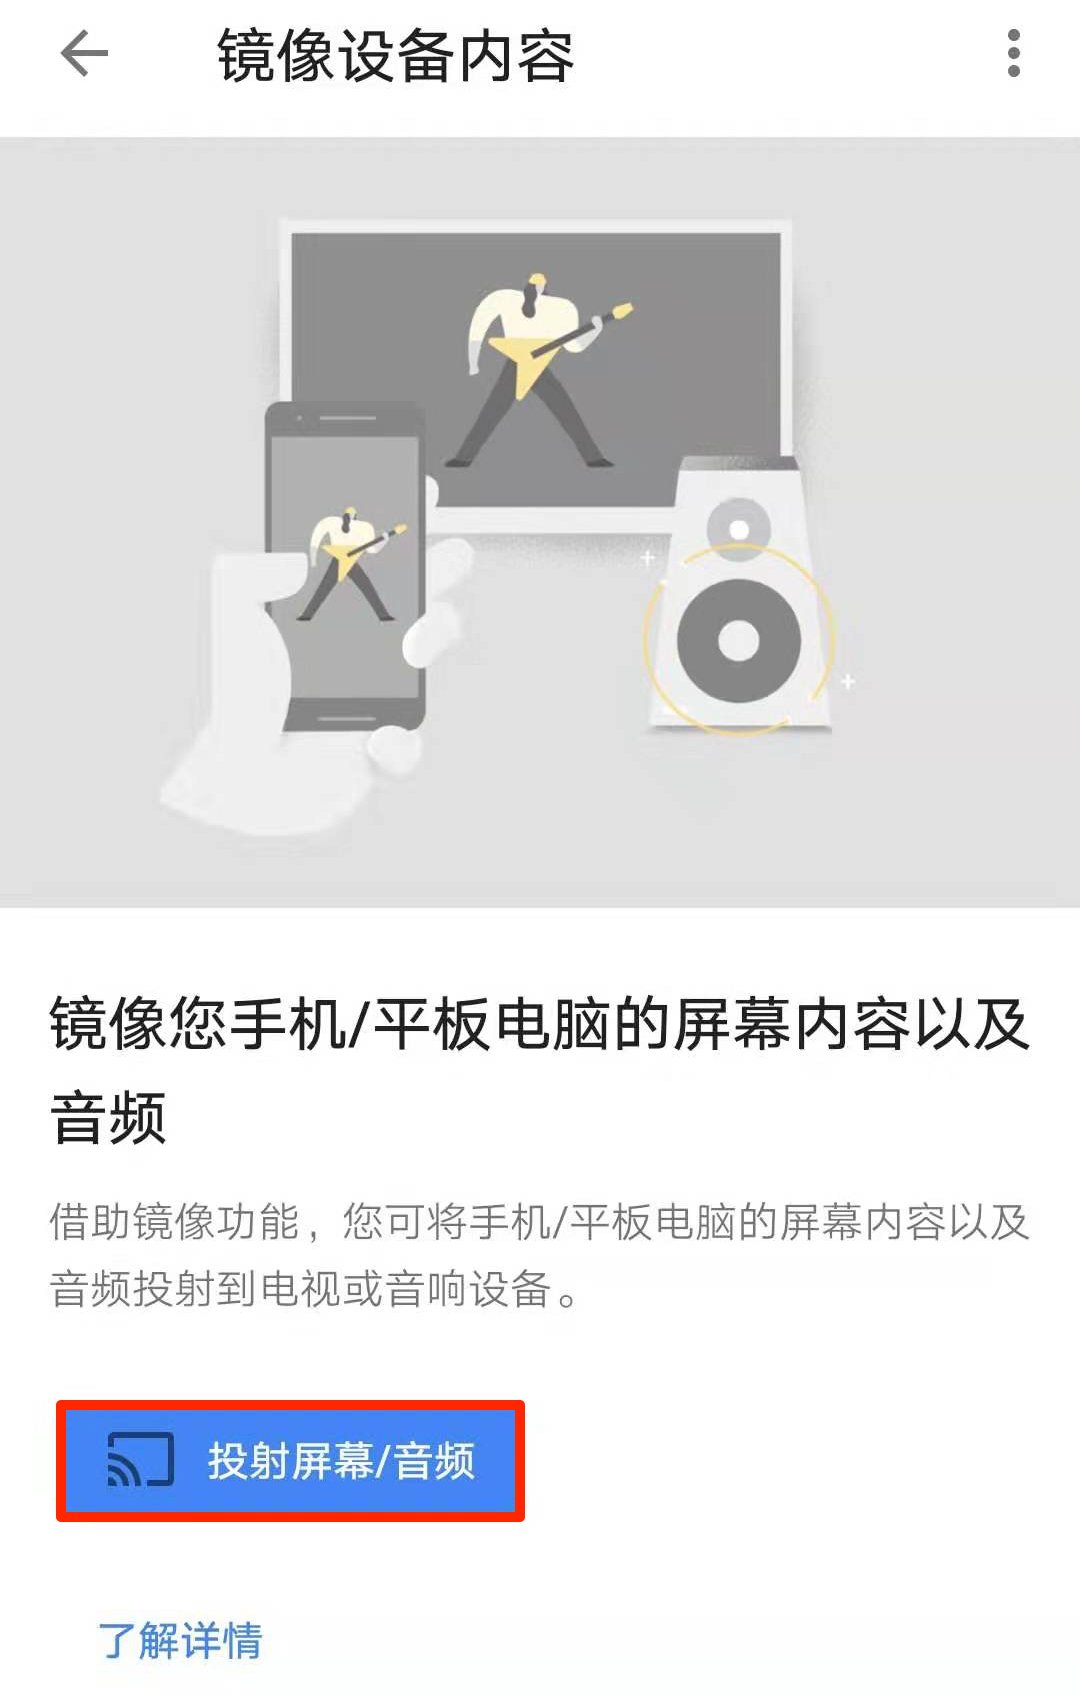 镜像设备内容
镜像您手机/平板电脑的屏幕内容以及
音频
借助镜像功能，您可将手机/平板电脑的屏幕内容以及
音频投射到电视或音响设备。
投射屏幕/音频
了解详情